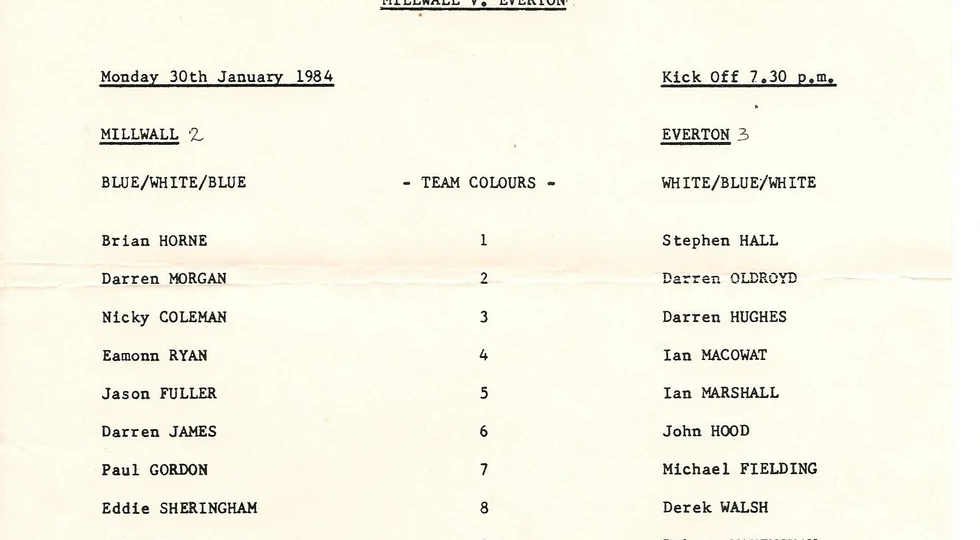 MILLWALL V. EVERTON
Monday 30th January 1984 Kick Off 7.30 p.m.
MILLWALL 2 EVERTON 3
BLUE/WHITE/BLUE - TEAM COLOURS - WHITE/BLUE/WHITE
Brian HORNE 1 Stephen HALL
Darren MORGAN 2 Darren OLDROYD
Nicky COLEMAN 3 Darren HUGHES
Eamonn RYAN 4 Ian MACOWAT
Jason FULLER 5 Ian MARSHALL
Darren JAMES 6 John HOOD
Paul GORDON 7 Michael FIELDING
Eddie SHERINGHAM 8 Derek WALSH